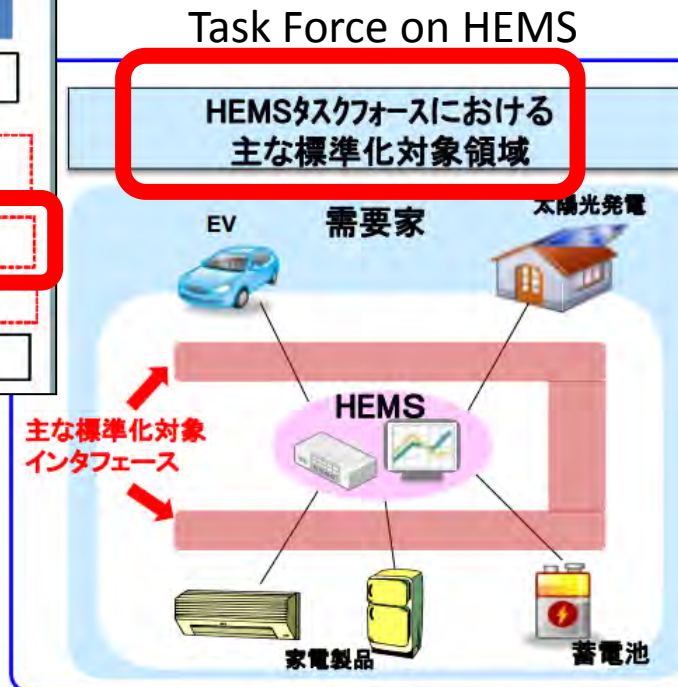 Task Force on HEMS
HEMSタスクフォースにおける
主な標準化対象領域
EV
需要家
太陽光発電
HEMS
主な標準化対象
インタフェース
家電製品
蓄電池